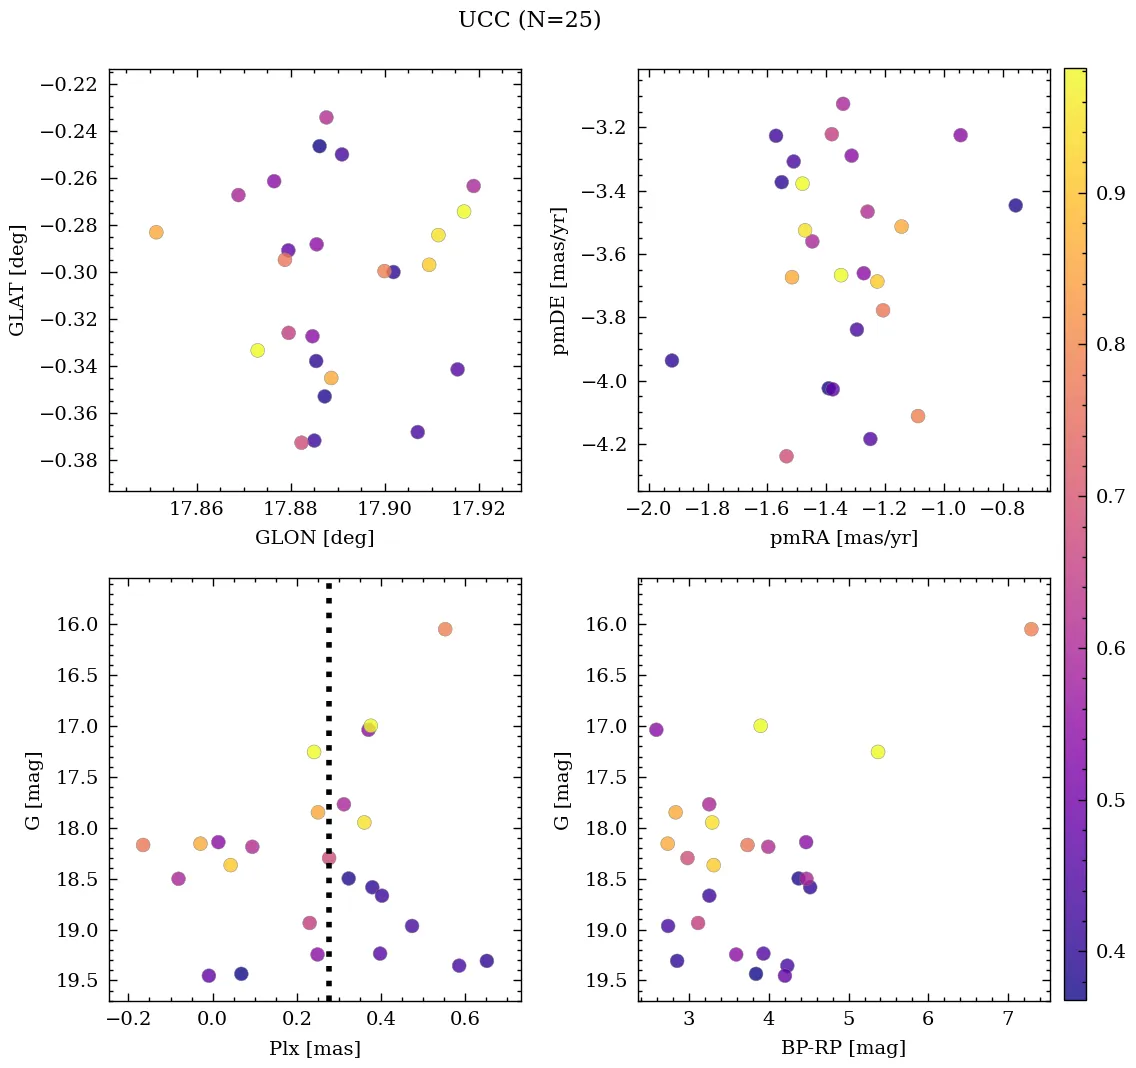 UCC (N=25)
−0.22
−0.24
−0.26
−0.28
−0.30
−0.32
−0.34
−0.36
−0.38
GLAT [deg]
17.86 17.88 17.90 17.92
GLON [deg]
−3.2
−3.4
−3.6
−3.8
−4.0
−4.2
pmDE [mas/yr]
−2.0 −1.8 −1.6 −1.4 −1.2 −1.0 −0.8
pmRA [mas/yr]
16.0
16.5
17.0
17.5
18.0
18.5
19.0
19.5
G [mag]
−0.2 0.0 0.2 0.4 0.6
Plx [mas]
16.0
16.5
17.0
17.5
18.0
18.5
19.0
19.5
G [mag]
3 4 5 6 7
BP-RP [mag]
0.9
0.8
0.7
0.6
0.5
0.4